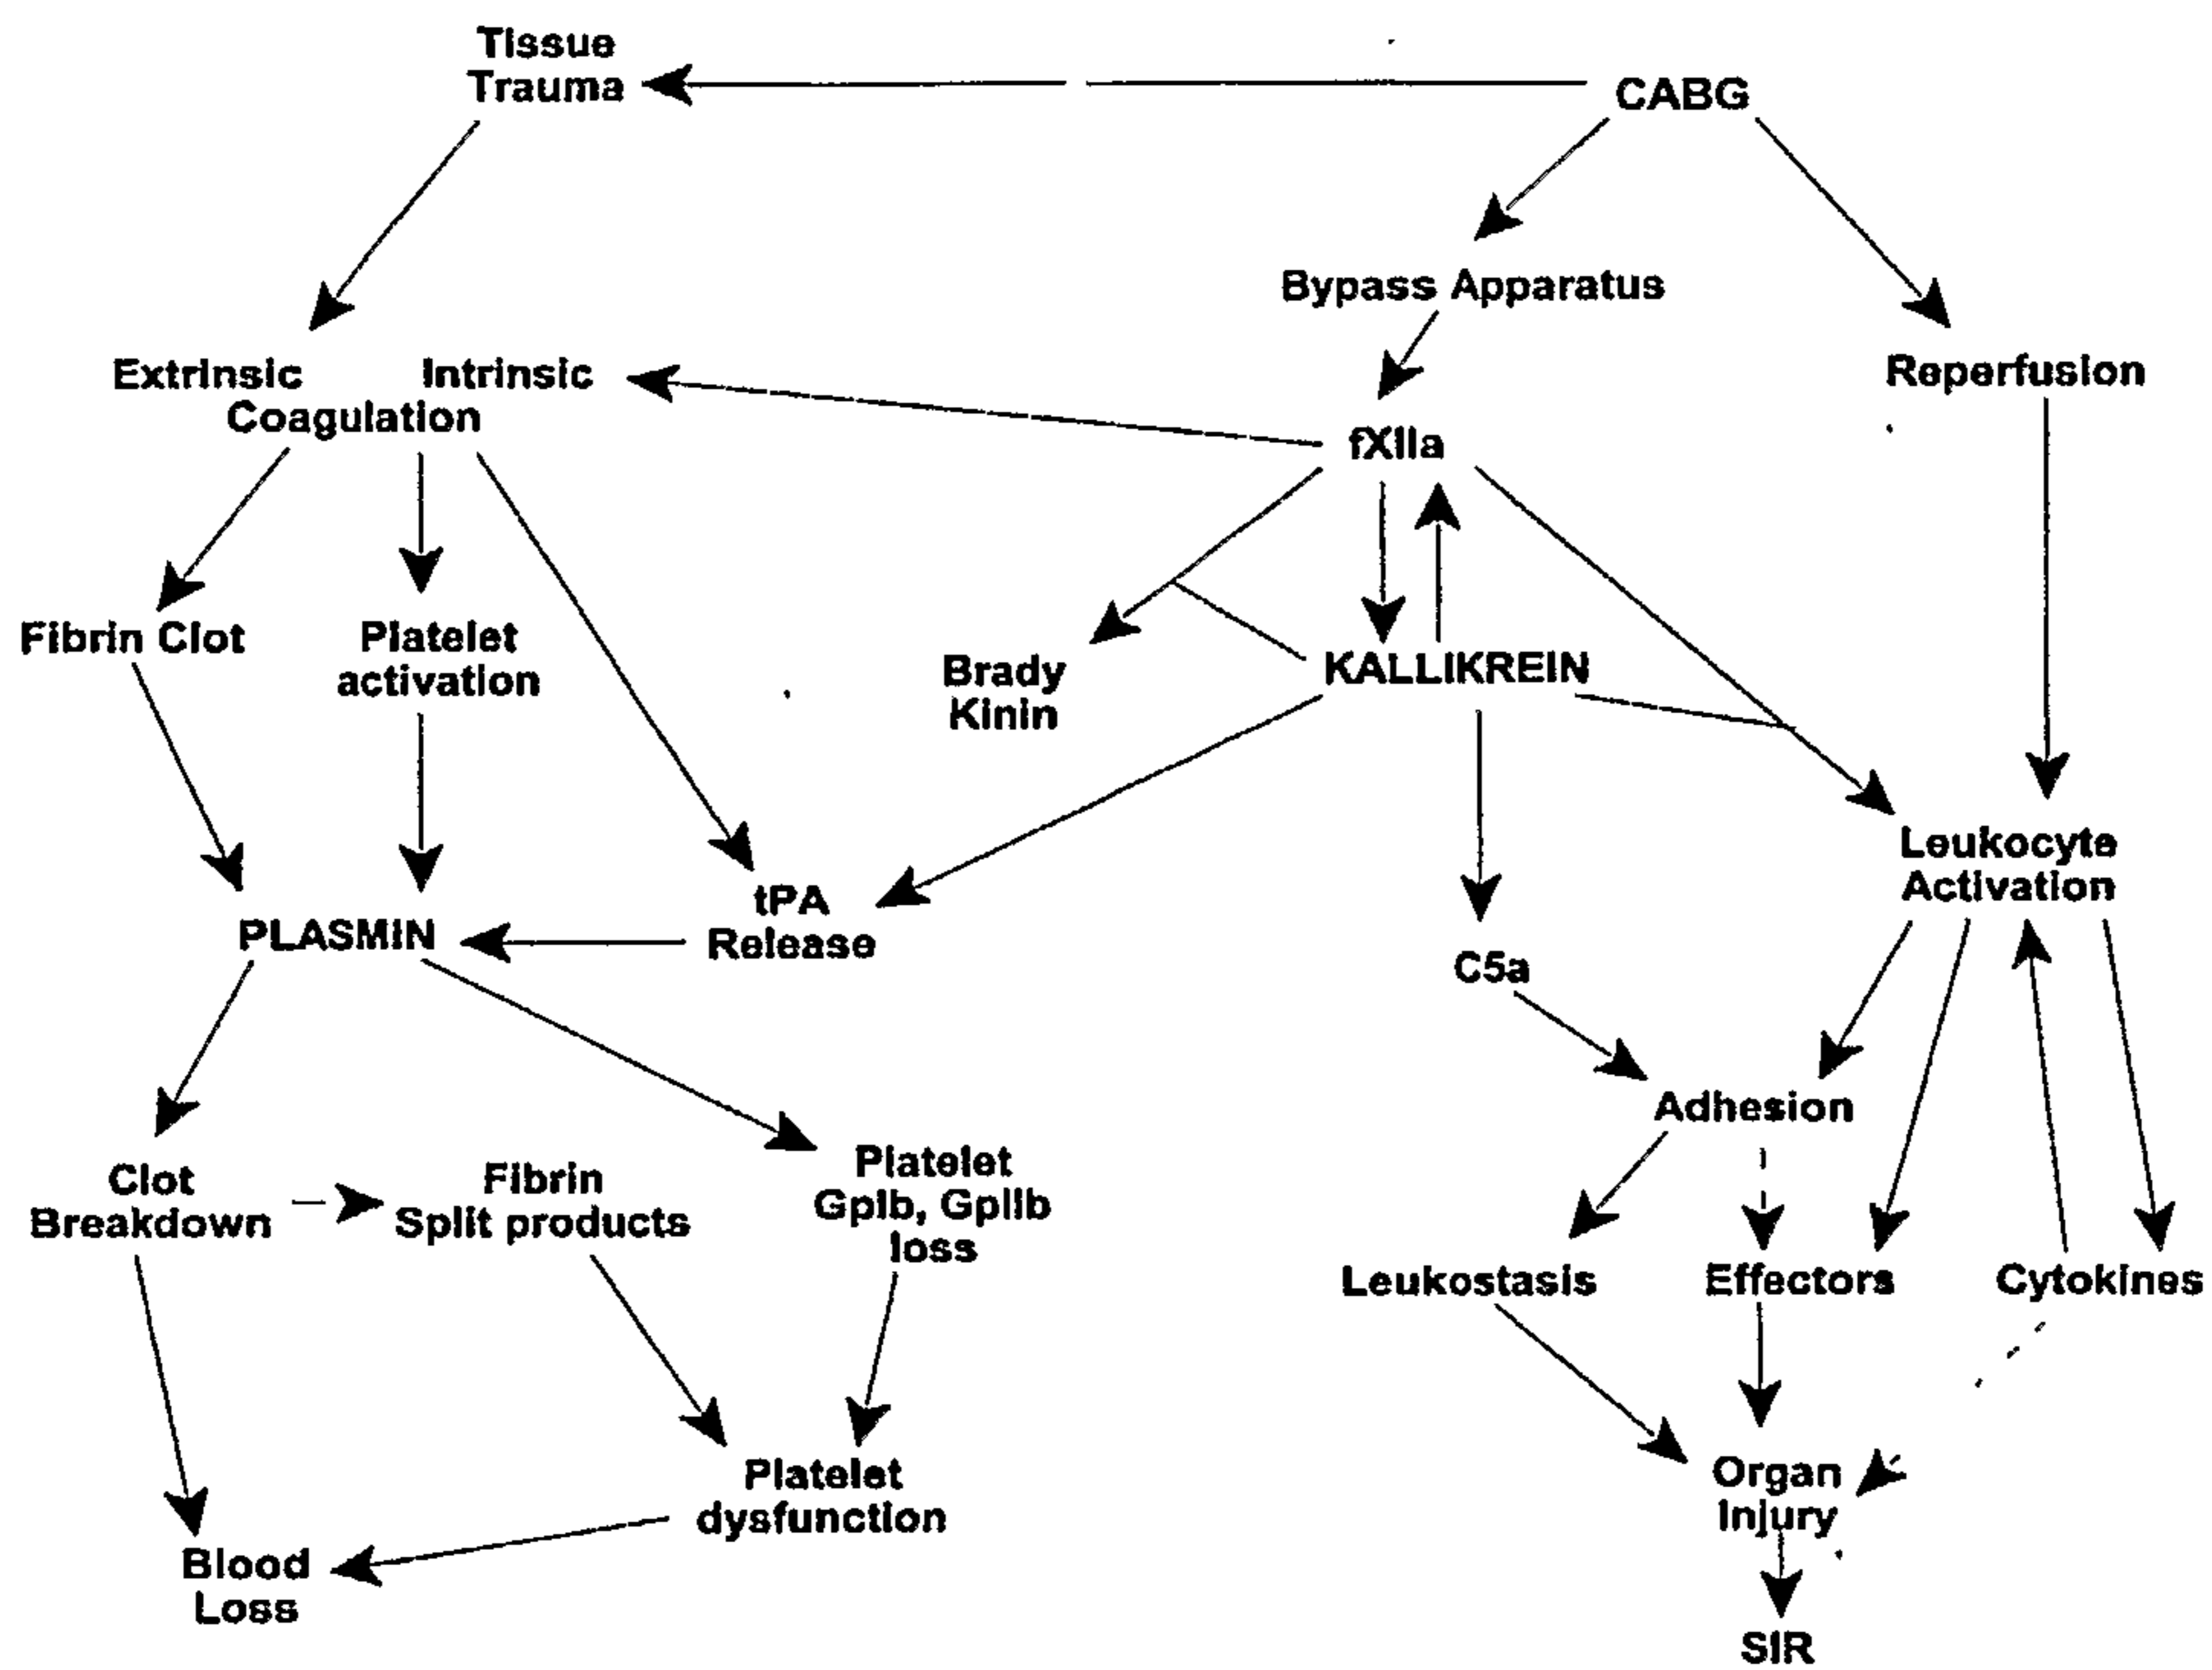 Tissue
Trauma
CABG
Bypass Apparatus
Extrinsic Intrinsic
Coagulation
Reperfusion
fXIIa
Fibrin Clot
Platelet
activation
Brady
Kinin
KALLIKREIN
Leukocyte
Activation
tPA
Release
PLASMIN
C5a
Adhesion
Clot
Breakdown
Fibrin
Split products
Platelet
GpIb, GpIIb
loss
Leukostasis
Effectors
Cytokines
Platelet
dysfunction
Organ
Injury
Blood
Loss
SIR